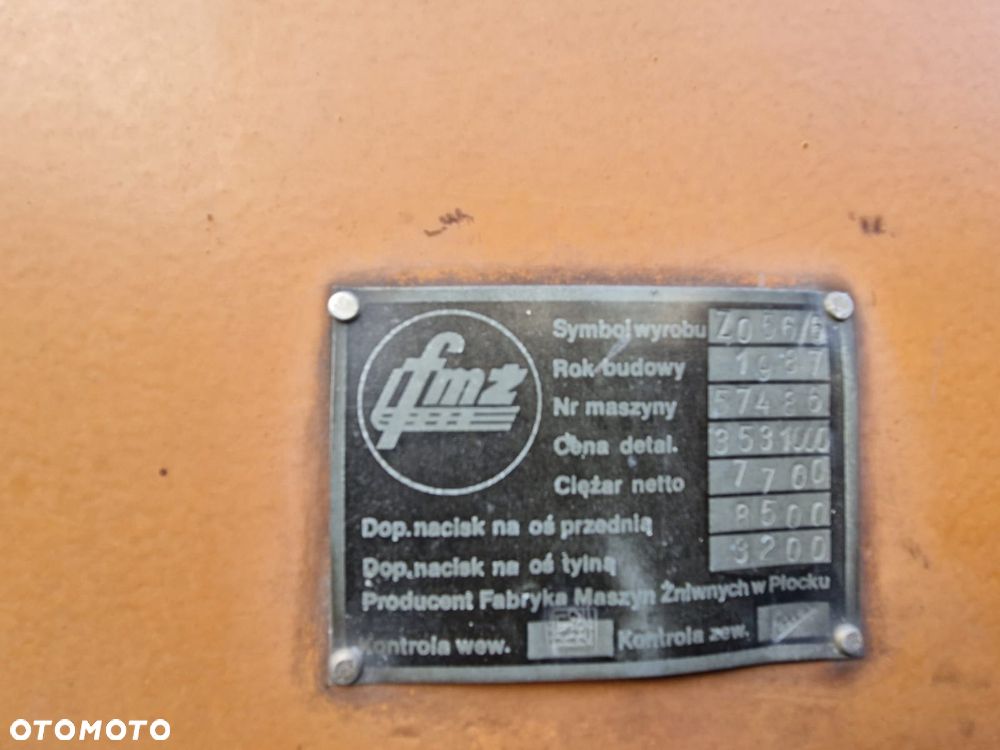 fmż
Symbol wyrobu Z056/6
Rok budowy 1987
Nr maszyny 57486
Cena detal. 3531000
Ciężar netto 7700
Dop. nacisk na oś przednią 8500
Dop. nacisk na oś tylną 3200
Producent Fabryka Maszyn Żniwnych w Płocku
Kontrola wew. Kontrola zew.
OTOMOTO